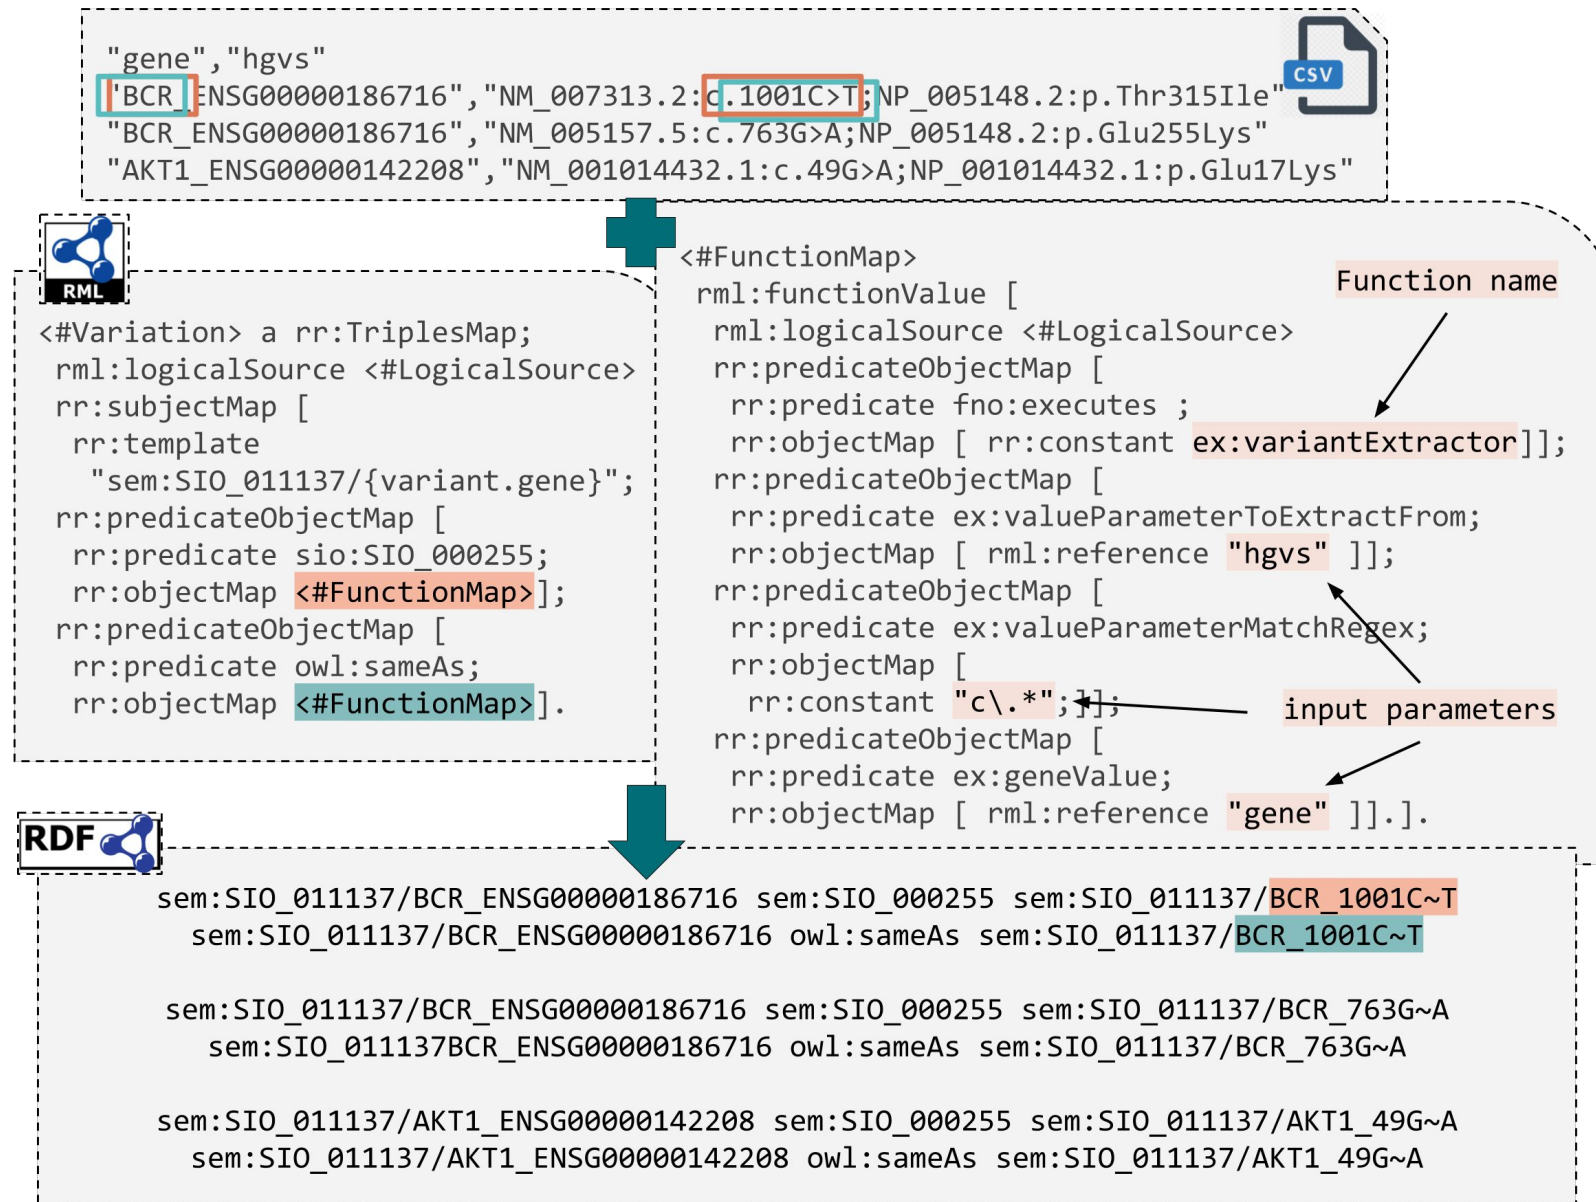 "gene","hgvs"
"BCR_ENSG00000186716","NM_007313.2:c.1001C>T;NP_005148.2:p.Thr315Ile"
"BCR_ENSG00000186716","NM_005157.5:c.763G>A;NP_005148.2:p.Glu255Lys"
"AKT1_ENSG00000142208","NM_001014432.1:c.49G>A;NP_001014432.1:p.Glu17Lys"
CSV
RML
<#Variation> a rr:TriplesMap;
rml:logicalSource <#LogicalSource>
rr:subjectMap [
rr:template
"sem:SIO_011137/{variant.gene}";
rr:predicateObjectMap [
rr:predicate sio:SIO_000255;
rr:objectMap <#FunctionMap>];
rr:predicateObjectMap [
rr:predicate owl:sameAs;
rr:objectMap <#FunctionMap>].
<#FunctionMap>
rml:functionValue [
rml:logicalSource <#LogicalSource>
rr:predicateObjectMap [
rr:predicate fno:executes ;
rr:objectMap [ rr:constant ex:variantExtractor]];
rr:predicateObjectMap [
rr:predicate ex:valueParameterToExtractFrom;
rr:objectMap [ rml:reference "hgvs" ]];
rr:predicateObjectMap [
rr:predicate ex:valueParameterMatchRegex;
rr:objectMap [
rr:constant "c\.*";]];
rr:predicateObjectMap [
rr:predicate ex:geneValue;
rr:objectMap [ rml:reference "gene" ]].].
Function name
input parameters
RDF
sem:SIO_011137/BCR_ENSG00000186716 sem:SIO_000255 sem:SIO_011137/BCR_1001C~T
sem:SIO_011137/BCR_ENSG00000186716 owl:sameAs sem:SIO_011137/BCR_1001C~T
sem:SIO_011137/BCR_ENSG00000186716 sem:SIO_000255 sem:SIO_011137/BCR_763G~A
sem:SIO_011137BCR_ENSG00000186716 owl:sameAs sem:SIO_011137/BCR_763G~A
sem:SIO_011137/AKT1_ENSG00000142208 sem:SIO_000255 sem:SIO_011137/AKT1_49G~A
sem:SIO_011137/AKT1_ENSG00000142208 owl:sameAs sem:SIO_011137/AKT1_49G~A